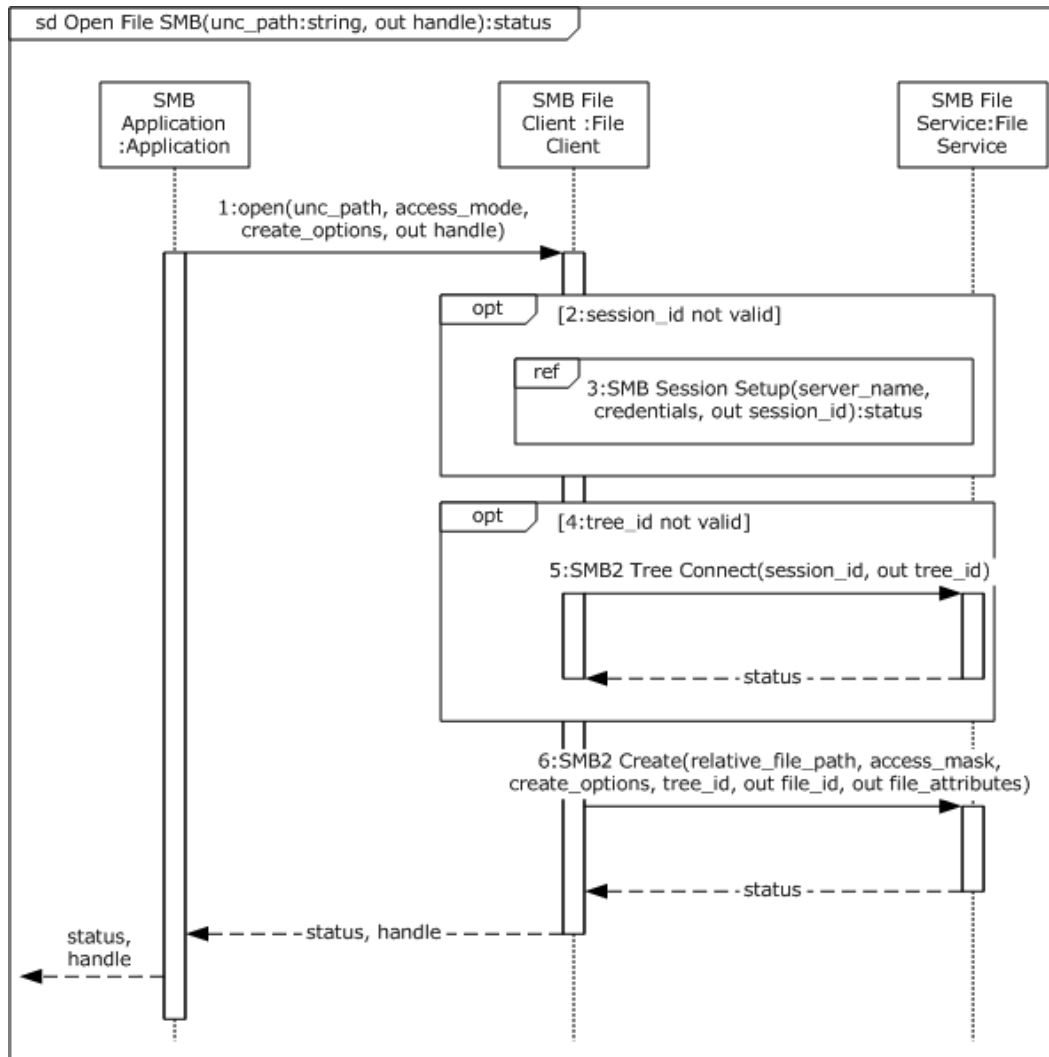 sd Open File SMB(unc_path:string, out handle):status
SMB
Application
:Application
SMB File
Client :File
Client
SMB File
Service:File
Service
1:open(unc_path, access_mode,
create_options, out handle)
opt
[2:session_id not valid]
ref
3:SMB Session Setup(server_name,
credentials, out session_id):status
opt
[4:tree_id not valid]
5:SMB2 Tree Connect(session_id, out tree_id)
status
6:SMB2 Create(relative_file_path, access_mask,
create_options, tree_id, out file_id, out file_attributes)
status
status, handle
status,
handle